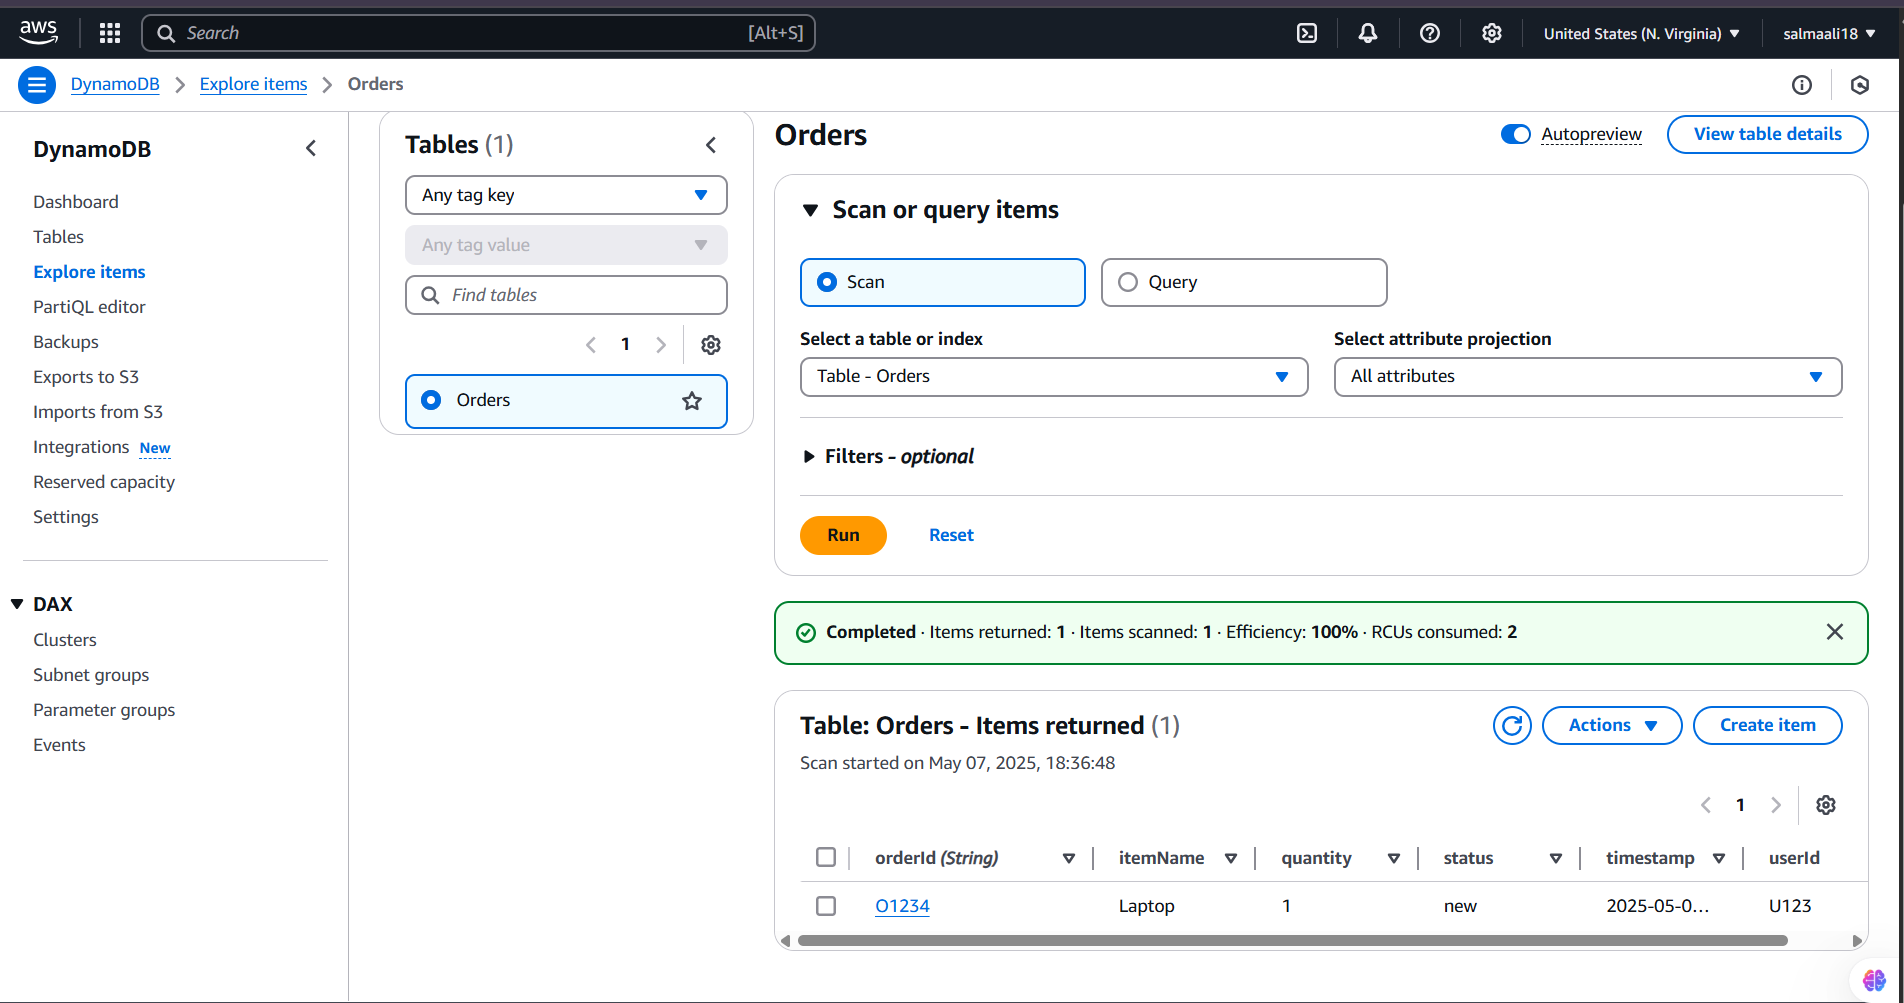 aws
Search [Alt+S]
United States (N. Virginia)
salmaali18
DynamoDB
Explore items
Orders
DynamoDB
Dashboard
Tables
Explore items
PartiQL editor
Backups
Exports to S3
Imports from S3
Integrations New
Reserved capacity
Settings
DAX
Clusters
Subnet groups
Parameter groups
Events
Tables (1)
Any tag key
Any tag value
Find tables
1
Orders
Orders
Autopreview
View table details
Scan or query items
Scan
Query
Select a table or index
Table - Orders
Select attribute projection
All attributes
Filters - optional
Run
Reset
Completed · Items returned: 1 · Items scanned: 1 · Efficiency: 100% · RCUs consumed: 2
Table: Orders - Items returned (1)
Scan started on May 07, 2025, 18:36:48
Actions
Create item
1
orderId (String) itemName quantity status timestamp userId
O1234 Laptop 1 new 2025-05-0... U123